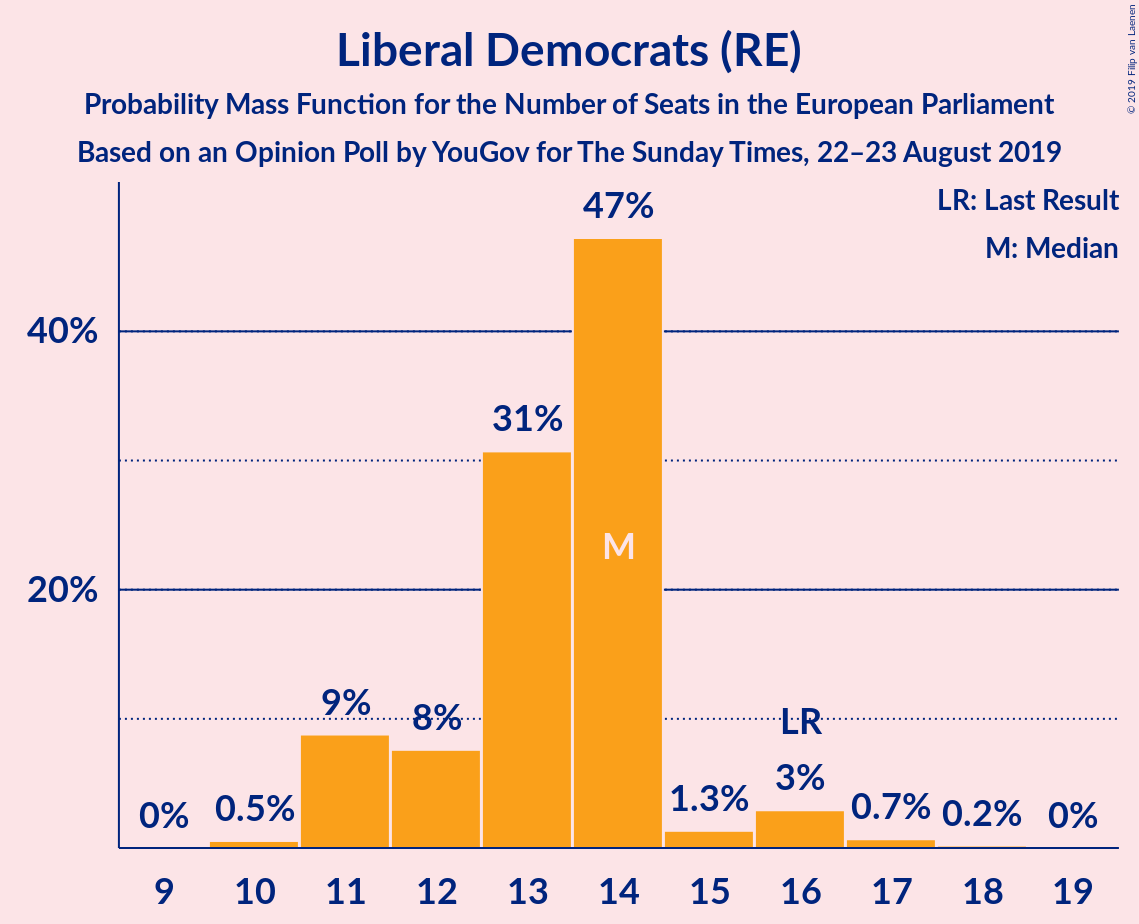 Liberal Democrats (RE)
Probability Mass Function for the Number of Seats in the European Parliament
Based on an Opinion Poll by YouGov for The Sunday Times, 22–23 August 2019
© 2019 Filip van Laenen
LR: Last Result
M: Median
40%
20%
0%
0.5%
9%
8%
31%
47%
M
1.3%
LR
3%
0.7%
0.2%
0%
9 10 11 12 13 14 15 16 17 18 19